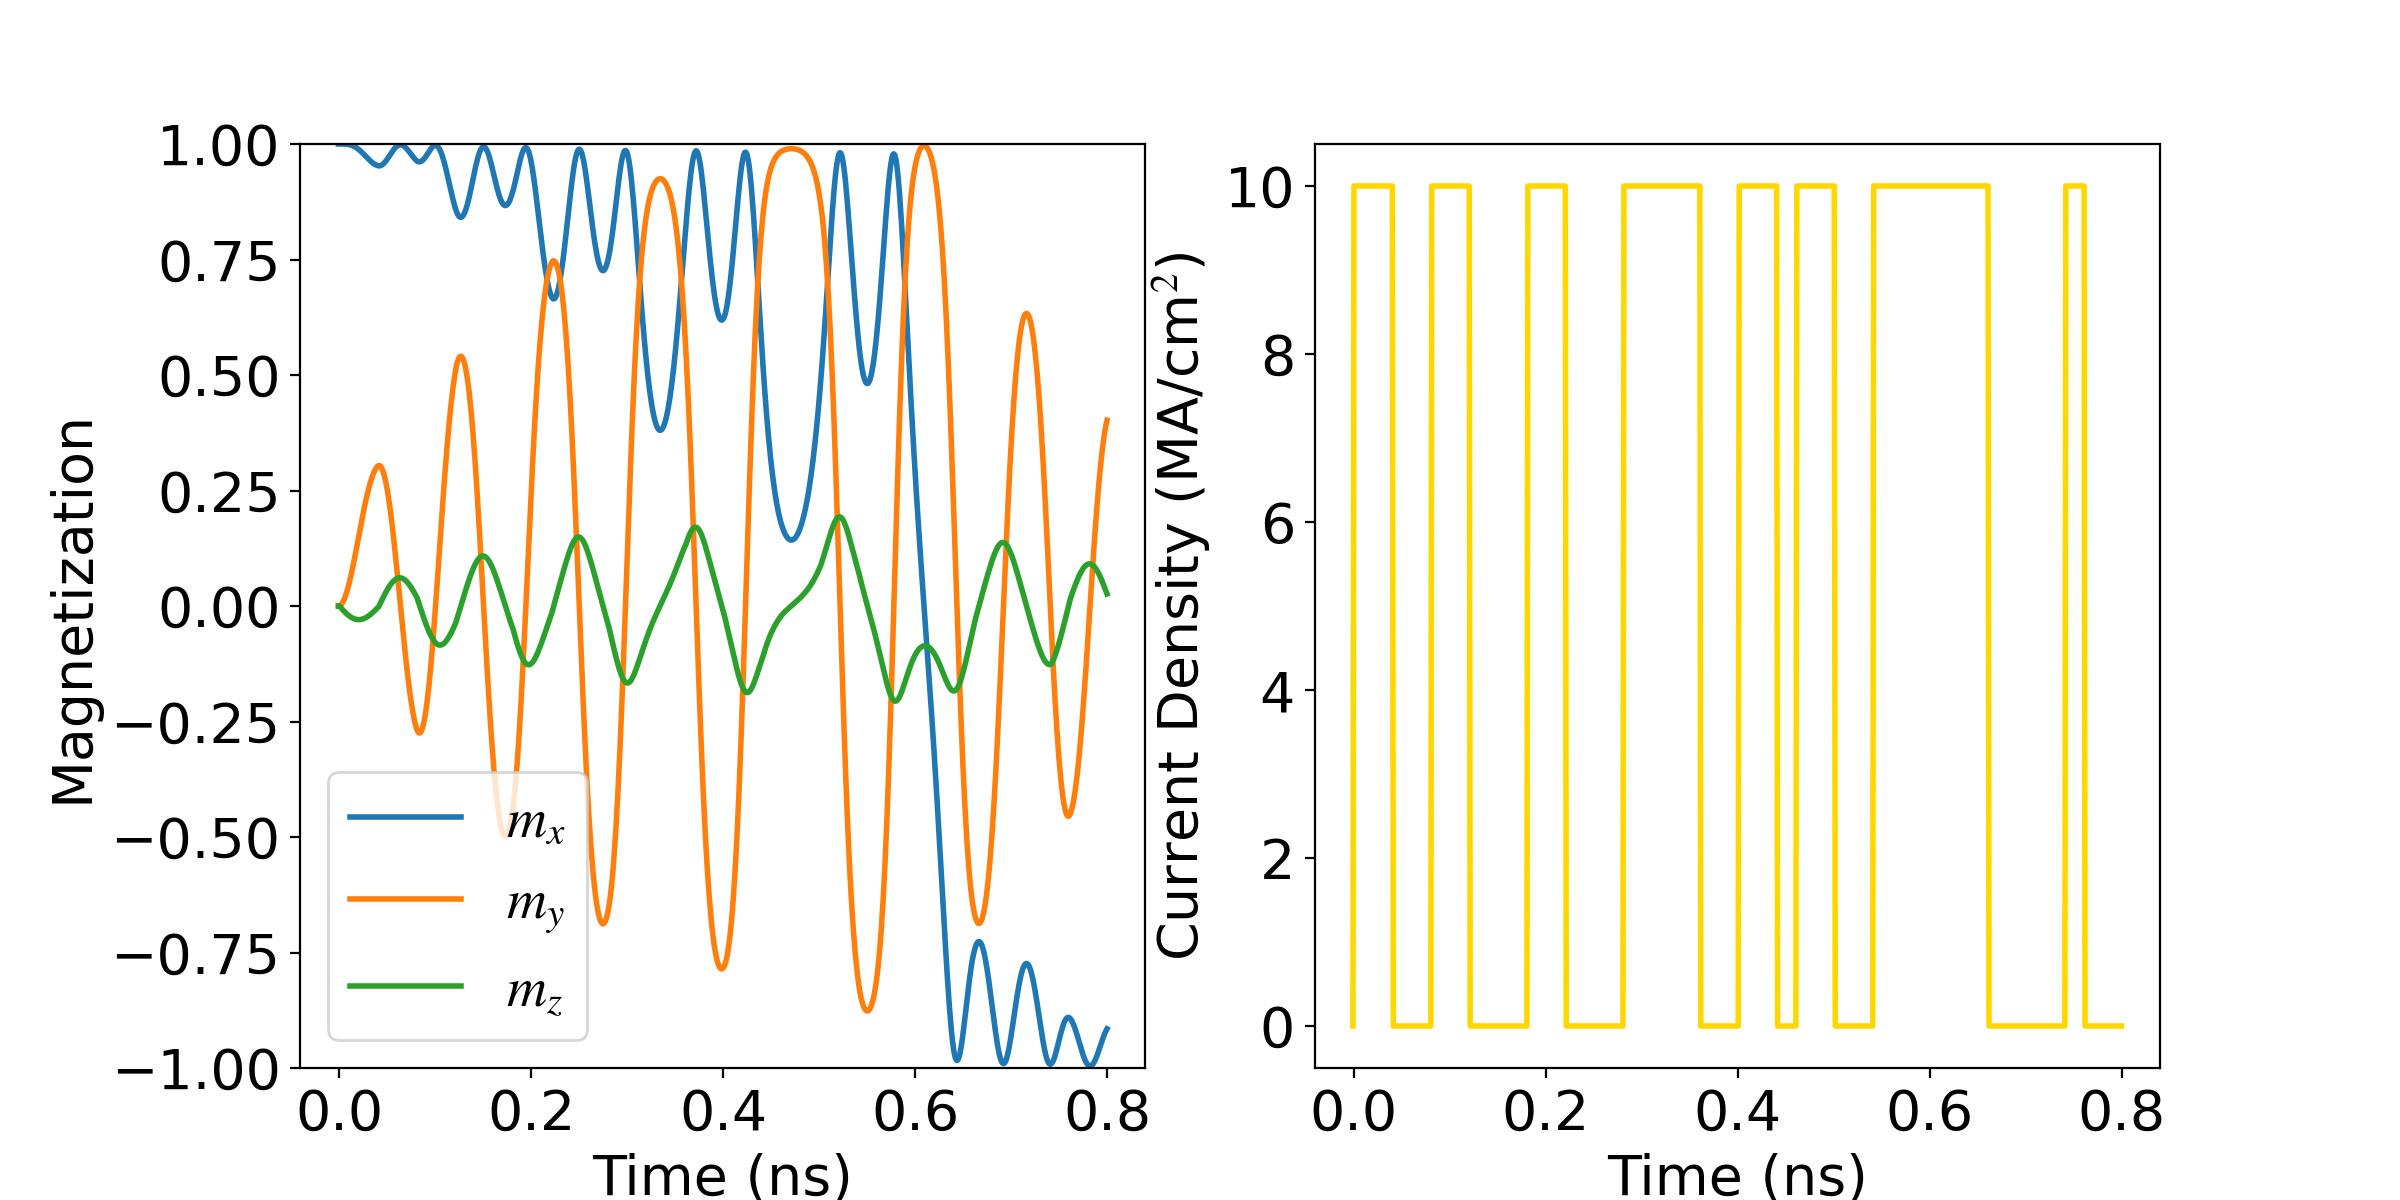 Magnetization
1.00
0.75
0.50
0.25
0.00
−0.25
−0.50
−0.75
−1.00
m_x
m_y
m_z
0.0 0.2 0.4 0.6 0.8
Time (ns)
Current Density (MA/cm²)
10
8
6
4
2
0
0.0 0.2 0.4 0.6 0.8
Time (ns)